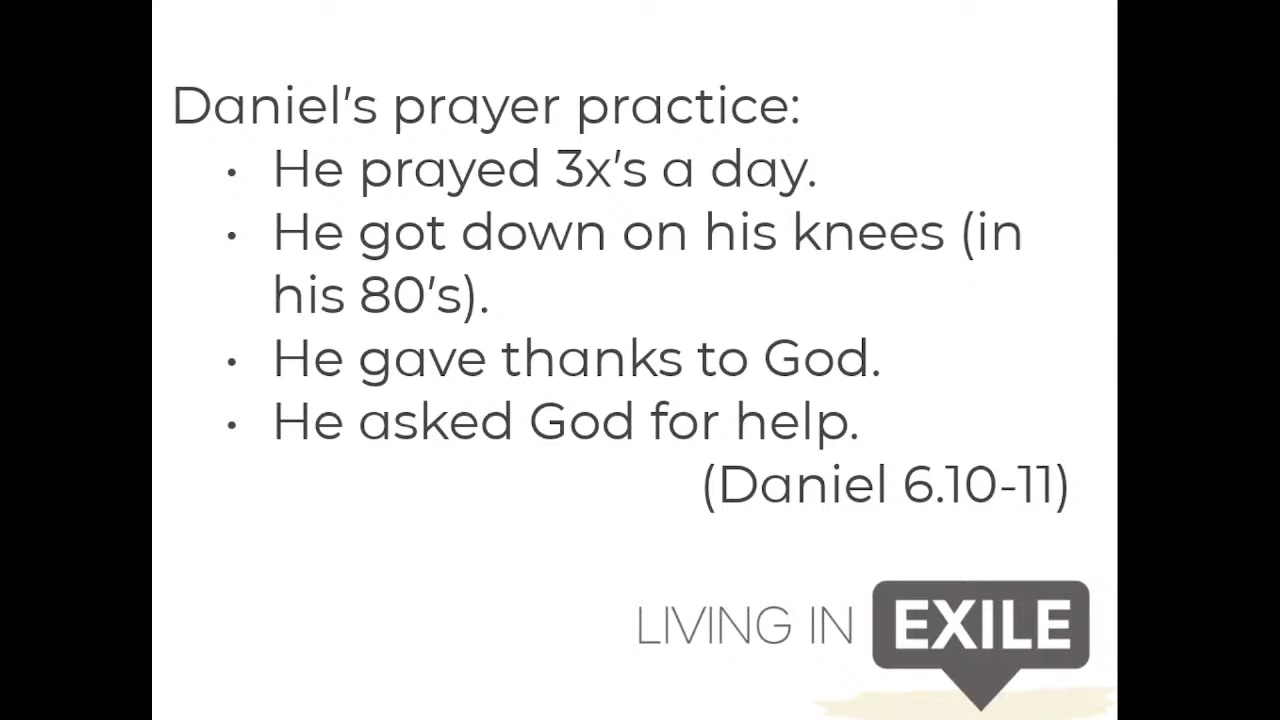 Daniel's prayer practice:
• He prayed 3x's a day.
• He got down on his knees (in
his 80's).
• He gave thanks to God.
• He asked God for help.
(Daniel 6.10-11)
LIVING IN EXILE